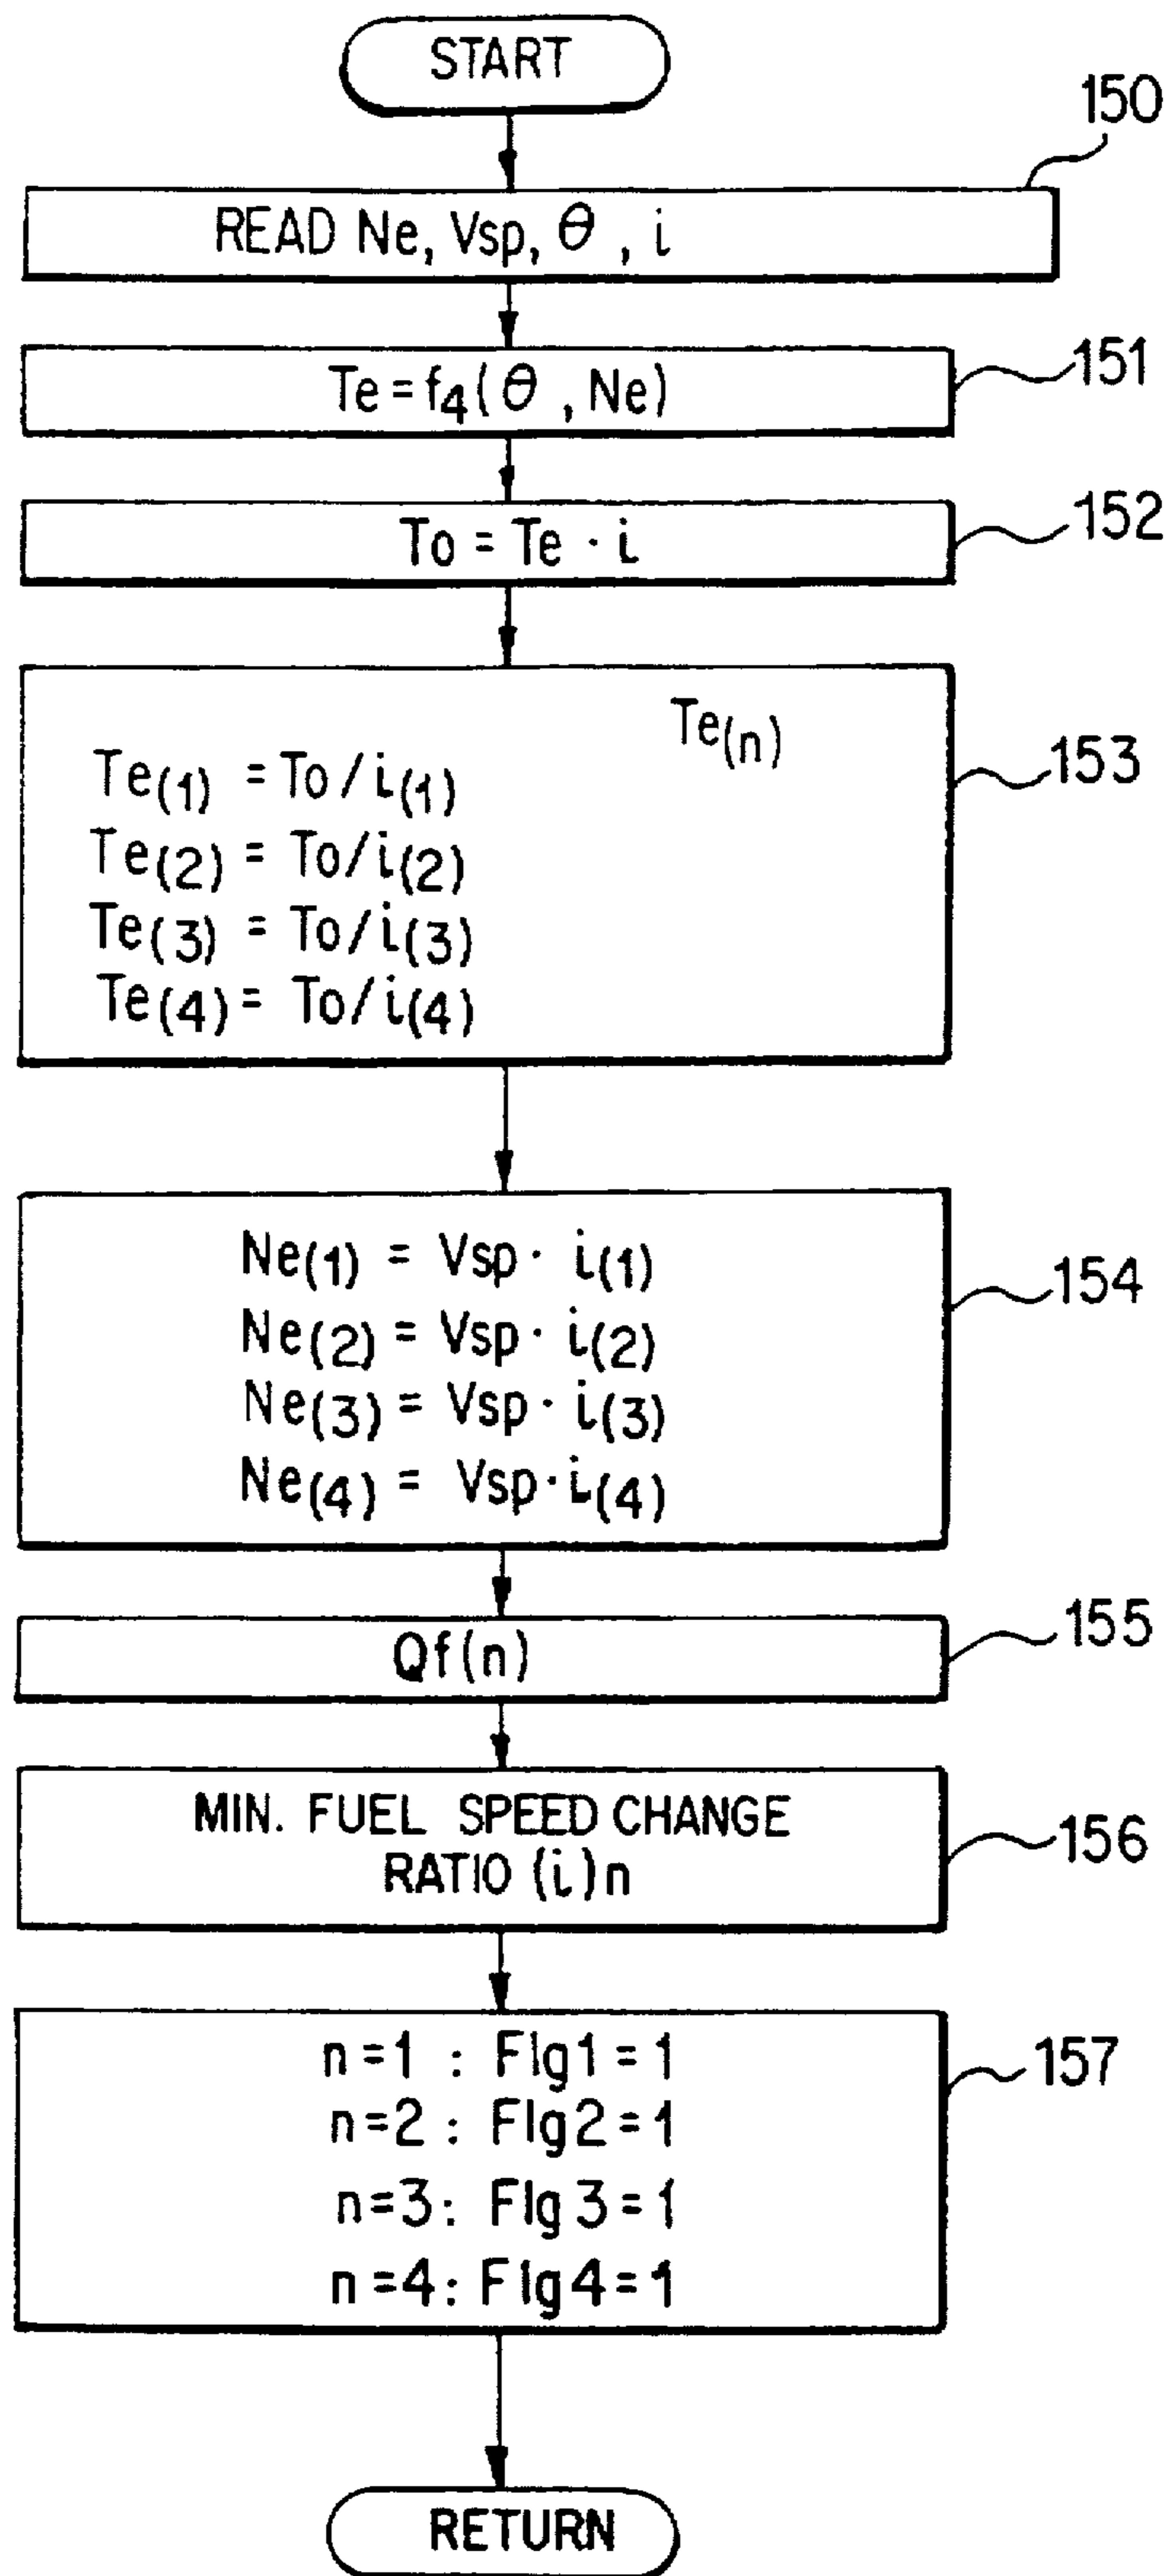 START
150
READ Ne, Vsp, θ , i
151
Te = f4 ( θ , Ne)
152
To = Te · i
153
Te(n)
Te(1) = To / i(1)
Te(2) = To/i(2)
Te(3) = To/i(3)
Te(4) = To/i(4)
154
Ne(1) = Vsp · i(1)
Ne(2) = Vsp · i(2)
Ne(3) = Vsp · i(3)
Ne(4) = Vsp · i(4)
155
Qf(n)
156
MIN. FUEL SPEED CHANGE
RATIO (i)n
157
n=1 : Flg1 = 1
n=2 : Flg2 = 1
n=3 : Flg3 = 1
n=4 : Flg4 = 1
RETURN